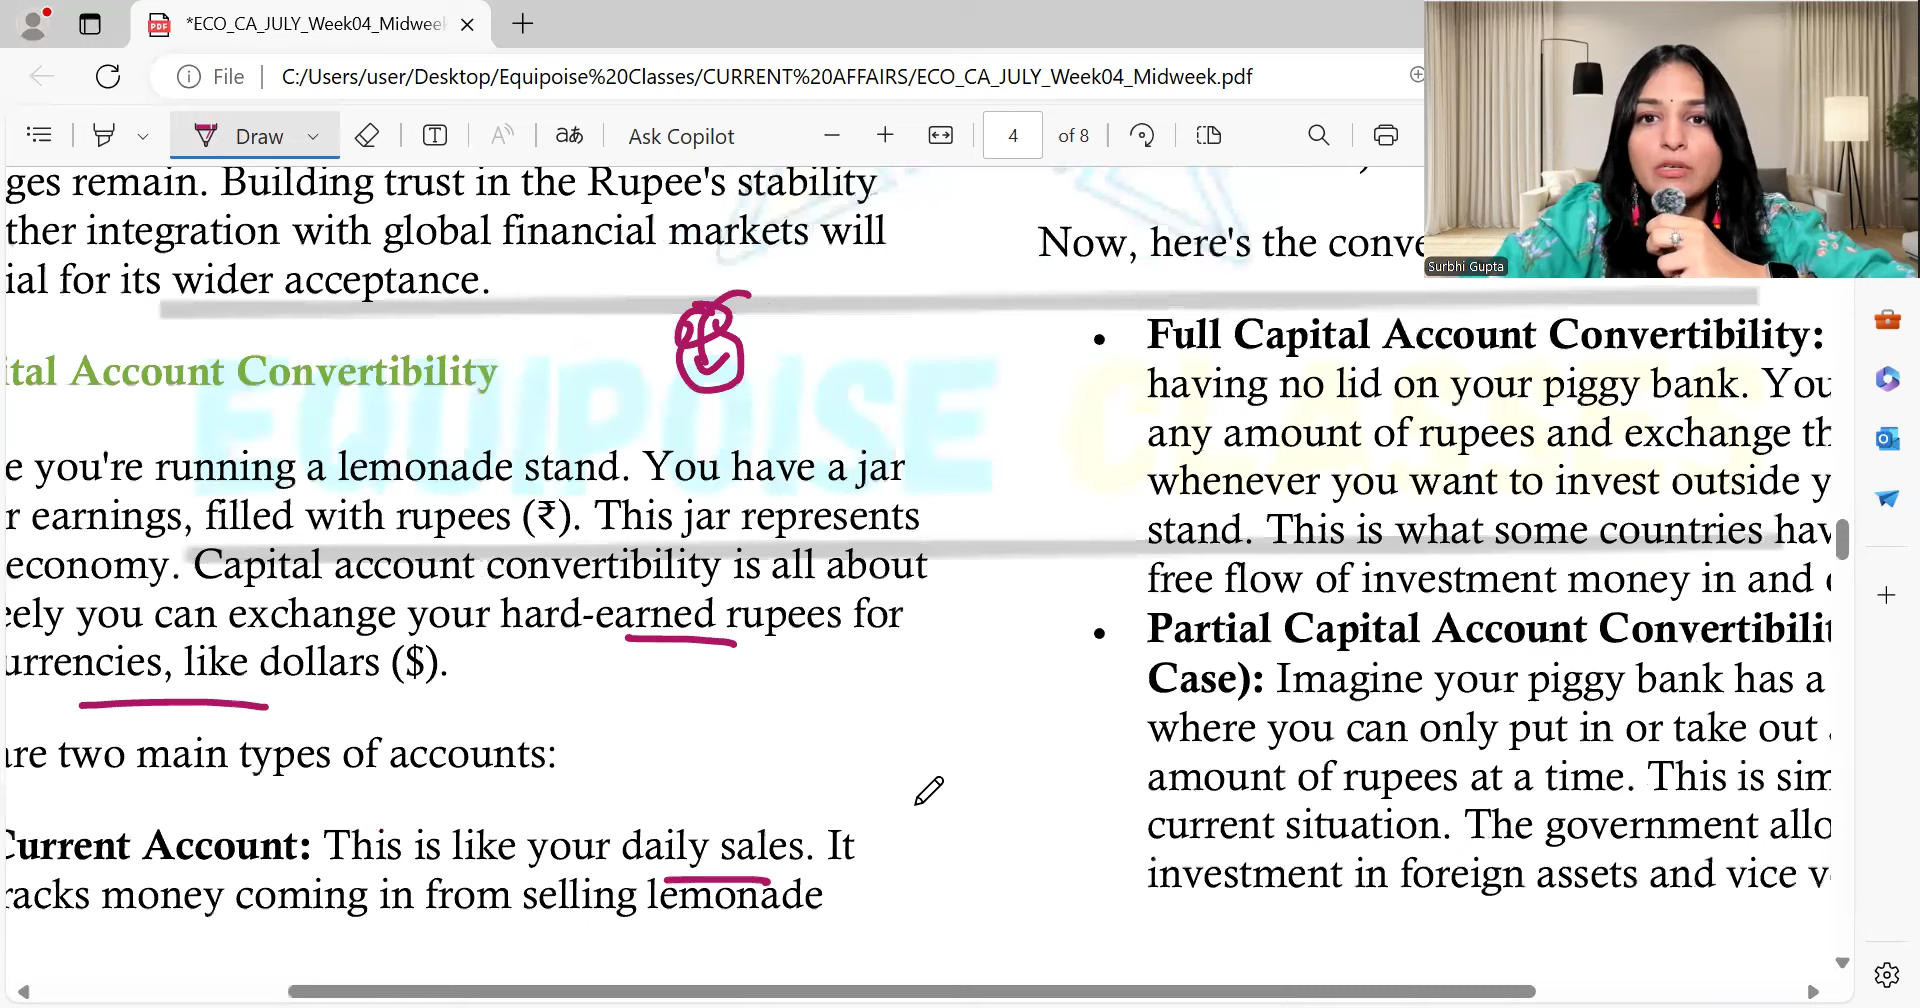 *ECO_CA_JULY_Week04_Midweek
File
C:/Users/user/Desktop/Equipoise%20Classes/CURRENT%20AFFAIRS/ECO_CA_JULY_Week04_Midweek.pdf
Draw
Ask Copilot
4
of 8
Surbhi Gupta
ges remain. Building trust in the Rupee's stability
ther integration with global financial markets will
ial for its wider acceptance.
ital Account Convertibility
e you're running a lemonade stand. You have a jar
r earnings, filled with rupees (₹). This jar represents
economy. Capital account convertibility is all about
eely you can exchange your hard-earned rupees for
urrencies, like dollars ($).
are two main types of accounts:
Current Account: This is like your daily sales. It
racks money coming in from selling lemonade
Now, here's the conve
• Full Capital Account Convertibility:
having no lid on your piggy bank. You
any amount of rupees and exchange th
whenever you want to invest outside y
stand. This is what some countries hav
free flow of investment money in and
• Partial Capital Account Convertibilit
Case): Imagine your piggy bank has a
where you can only put in or take out
amount of rupees at a time. This is sim
current situation. The government allo
investment in foreign assets and vice v
EQUIPOISE CLASSES